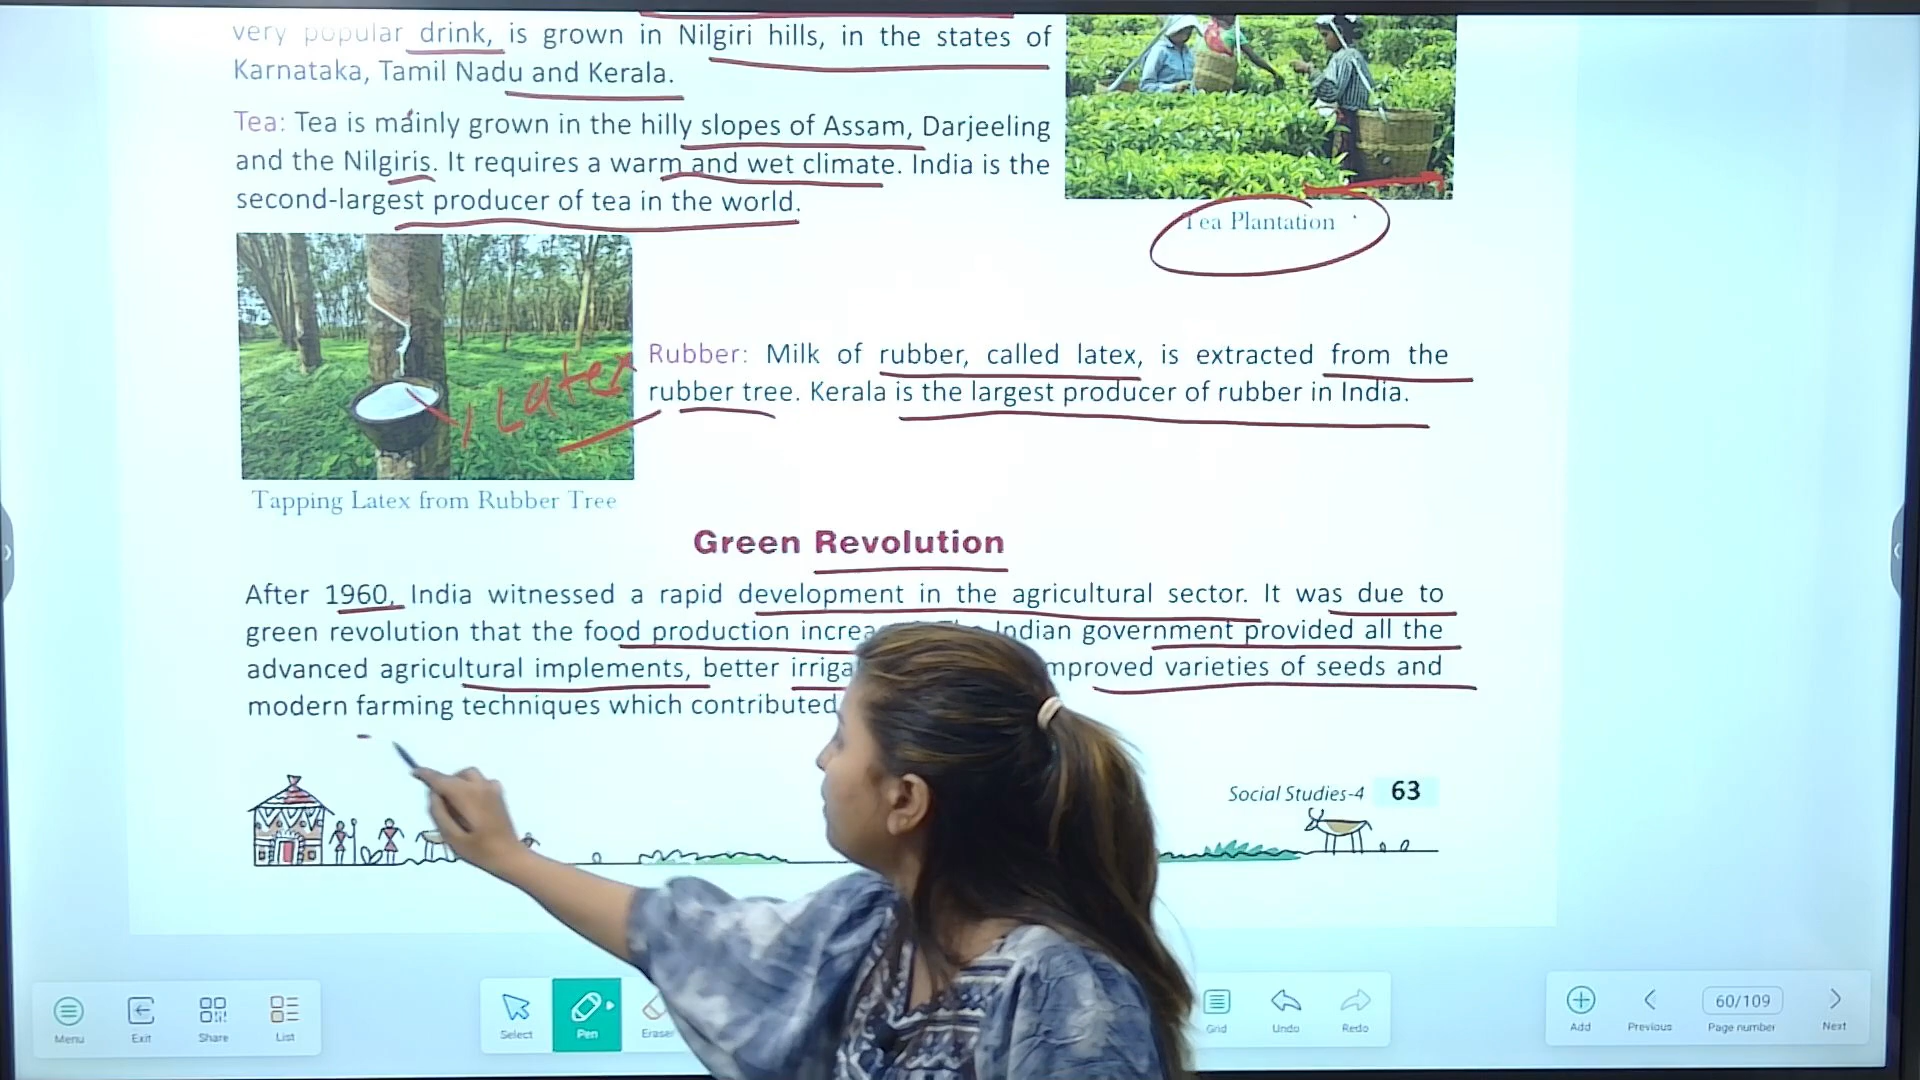 very popular drink, is grown in Nilgiri hills, in the states of
Karnataka, Tamil Nadu and Kerala.
Tea: Tea is mainly grown in the hilly slopes of Assam, Darjeeling
and the Nilgiris. It requires a warm and wet climate. India is the
second-largest producer of tea in the world.
Tea Plantation
Latex
Rubber: Milk of rubber, called latex, is extracted from the
rubber tree. Kerala is the largest producer of rubber in India.
Tapping Latex from Rubber Tree
Green Revolution
After 1960, India witnessed a rapid development in the agricultural sector. It was due to
green revolution that the food production Indian government provided all the
advanced agricultural implements, better varieties of seeds and
modern farming techniques which contributed
Social Studies-4 63
Menu Exit Share List Select Pen Eraser Grid Undo Redo Add Previous 60/109 Page number Next